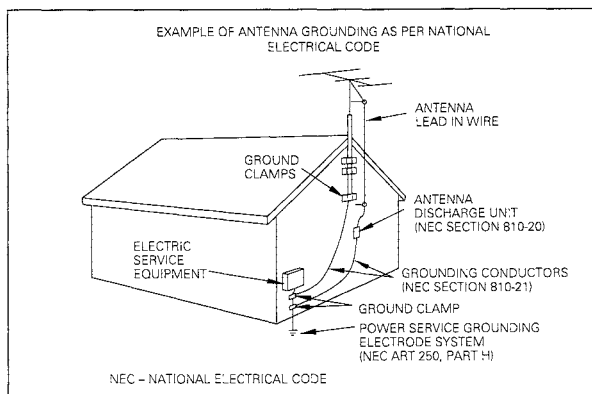 EXAMPLE OF ANTENNA GROUNDING AS PER NATIONAL
ELECTRICAL CODE
ANTENNA
LEAD IN WIRE
GROUND
CLAMPS
ANTENNA
DISCHARGE UNIT
(NEC SECTION 810-20)
ELECTRIC
SERVICE
EQUIPMENT
GROUNDING CONDUCTORS
(NEC SECTION 810-21)
GROUND CLAMP
POWER SERVICE GROUNDING
ELECTRODE SYSTEM
(NEC ART 250, PART H)
NEC – NATIONAL ELECTRICAL CODE